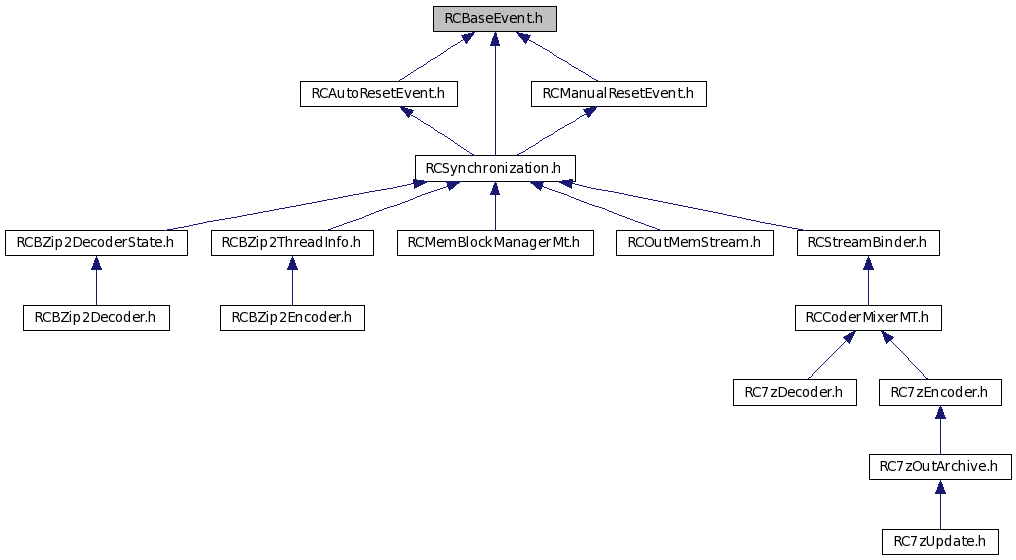 RCBaseEvent.h
RCAutoResetEvent.h
RCManualResetEvent.h
RCSynchronization.h
RCBZip2DecoderState.h
RCBZip2ThreadInfo.h
RCMemBlockManagerMt.h
RCOutMemStream.h
RCStreamBinder.h
RCBZip2Decoder.h
RCBZip2Encoder.h
RCCoderMixerMT.h
RC7zDecoder.h
RC7zEncoder.h
RC7zOutArchive.h
RC7zUpdate.h